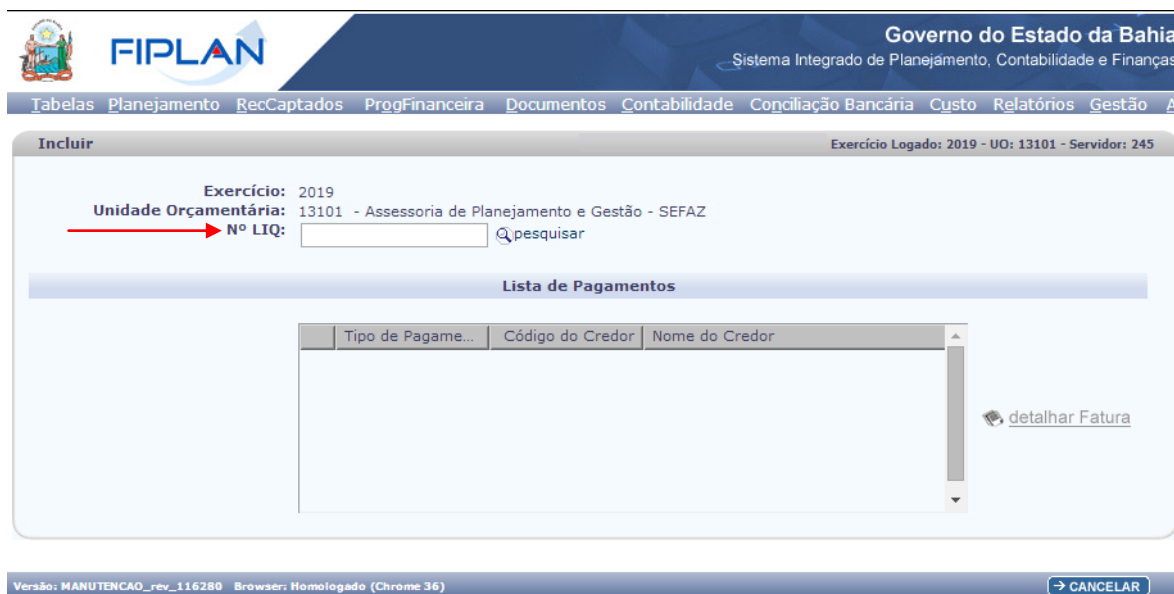 FIPLAN
Governo do Estado da Bahia
Sistema Integrado de Planejamento, Contabilidade e Finanças
Tabelas Planejamento RecCaptados ProgFinanceira Documentos Contabilidade Conciliação Bancária Custo Relatórios Gestão A
Incluir Exercício Logado: 2019 - UO: 13101 - Servidor: 245
Exercício: 2019
Unidade Orçamentária: 13101 - Assessoria de Planejamento e Gestão - SEFAZ
Nº LIQ: pesquisar
Lista de Pagamentos
Tipo de Pagame... Código do Credor Nome do Credor
detalhar Fatura
Versão: MANUTENCAO_rev_116280 Browser: Homologado (Chrome 36) CANCELAR